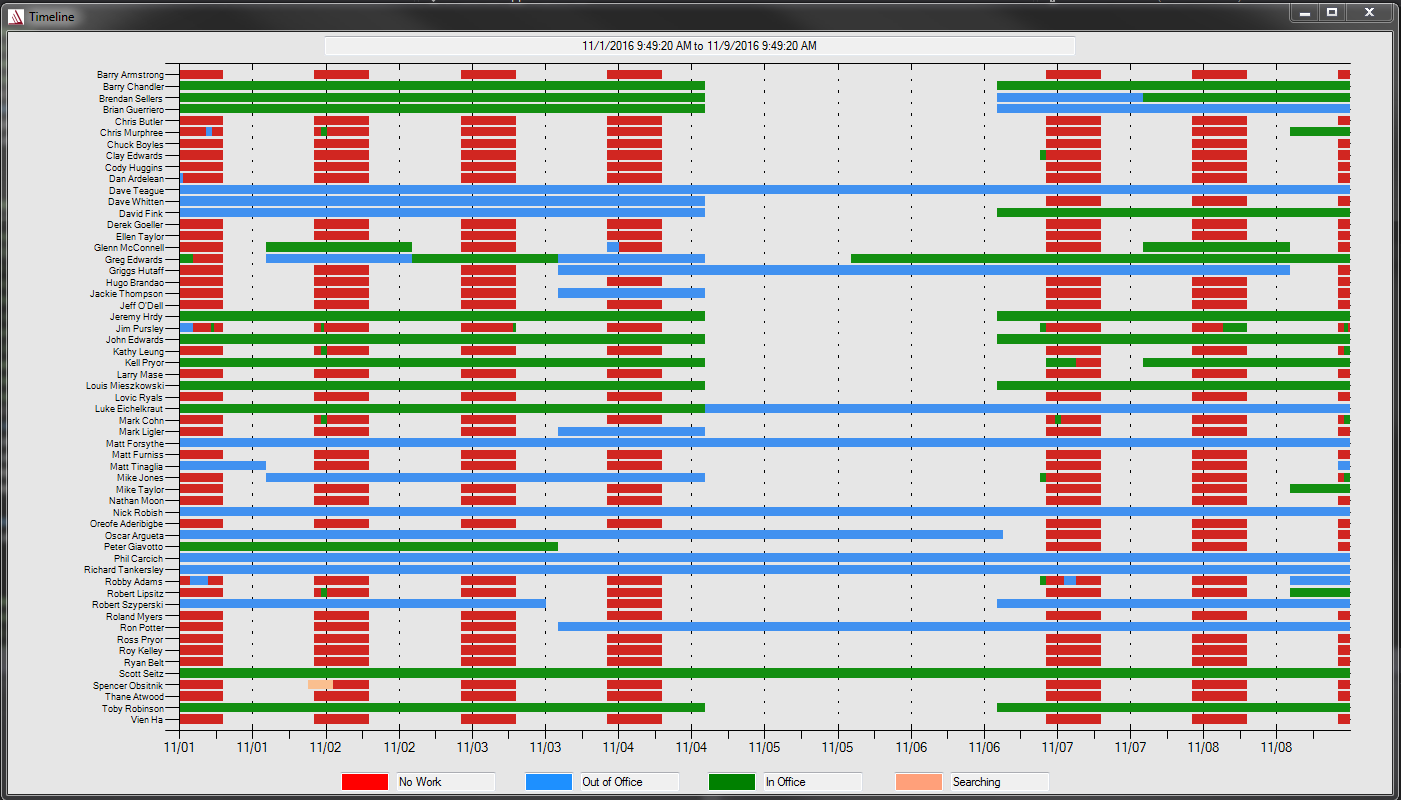 Timeline
11/1/2016 9:49:20 AM to 11/9/2016 9:49:20 AM
Barry Armstrong
Barry Chandler
Brendan Sellers
Brian Guerriero
Chris Butler
Chris Murphree
Chuck Boyles
Clay Edwards
Cody Huggins
Dan Ardelean
Dave Teague
Dave Whitten
David Fink
Derek Goeller
Ellen Taylor
Glenn McConnell
Greg Edwards
Griggs Hutaff
Hugo Brandao
Jackie Thompson
Jeff O'Dell
Jeremy Hrdy
Jim Pursley
John Edwards
Kathy Leung
Kell Pryor
Larry Mase
Louis Mieszkowski
Lovic Ryals
Luke Eichelkraut
Mark Cohn
Mark Ligler
Matt Forsythe
Matt Furniss
Matt Tinaglia
Mike Jones
Mike Taylor
Nathan Moon
Nick Robish
Oreofe Aderibigbe
Oscar Argueta
Peter Giavotto
Phil Carcich
Richard Tankersley
Robby Adams
Robert Lipsitz
Robert Szyperski
Roland Myers
Ron Potter
Ross Pryor
Roy Kelley
Ryan Belt
Scott Seitz
Spencer Obsitnik
Thane Atwood
Toby Robinson
Vien Ha
11/01 11/01 11/02 11/02 11/03 11/03 11/04 11/04 11/05 11/05 11/06 11/06 11/07 11/07 11/08 11/08
No Work Out of Office In Office Searching